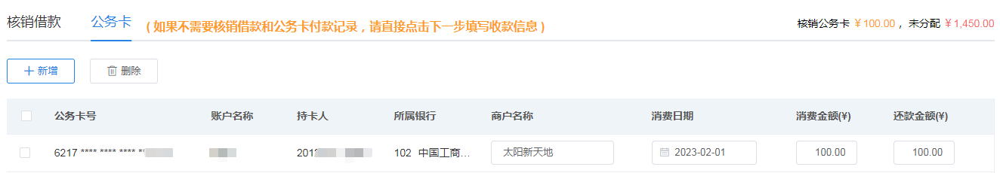 核销借款 公务卡 (如果不需要核销借款和公务卡付款记录，请直接点击下一步填写收款信息) 核销公务卡 ¥100.00，未分配 ¥1,450.00
新增 删除
公务卡号 账户名称 持卡人 所属银行 商户名称 消费日期 消费金额(¥) 还款金额(¥)
6217 **** **** **** ** 201 102 中国工商... 太阳新天地 2023-02-01 100.00 100.00